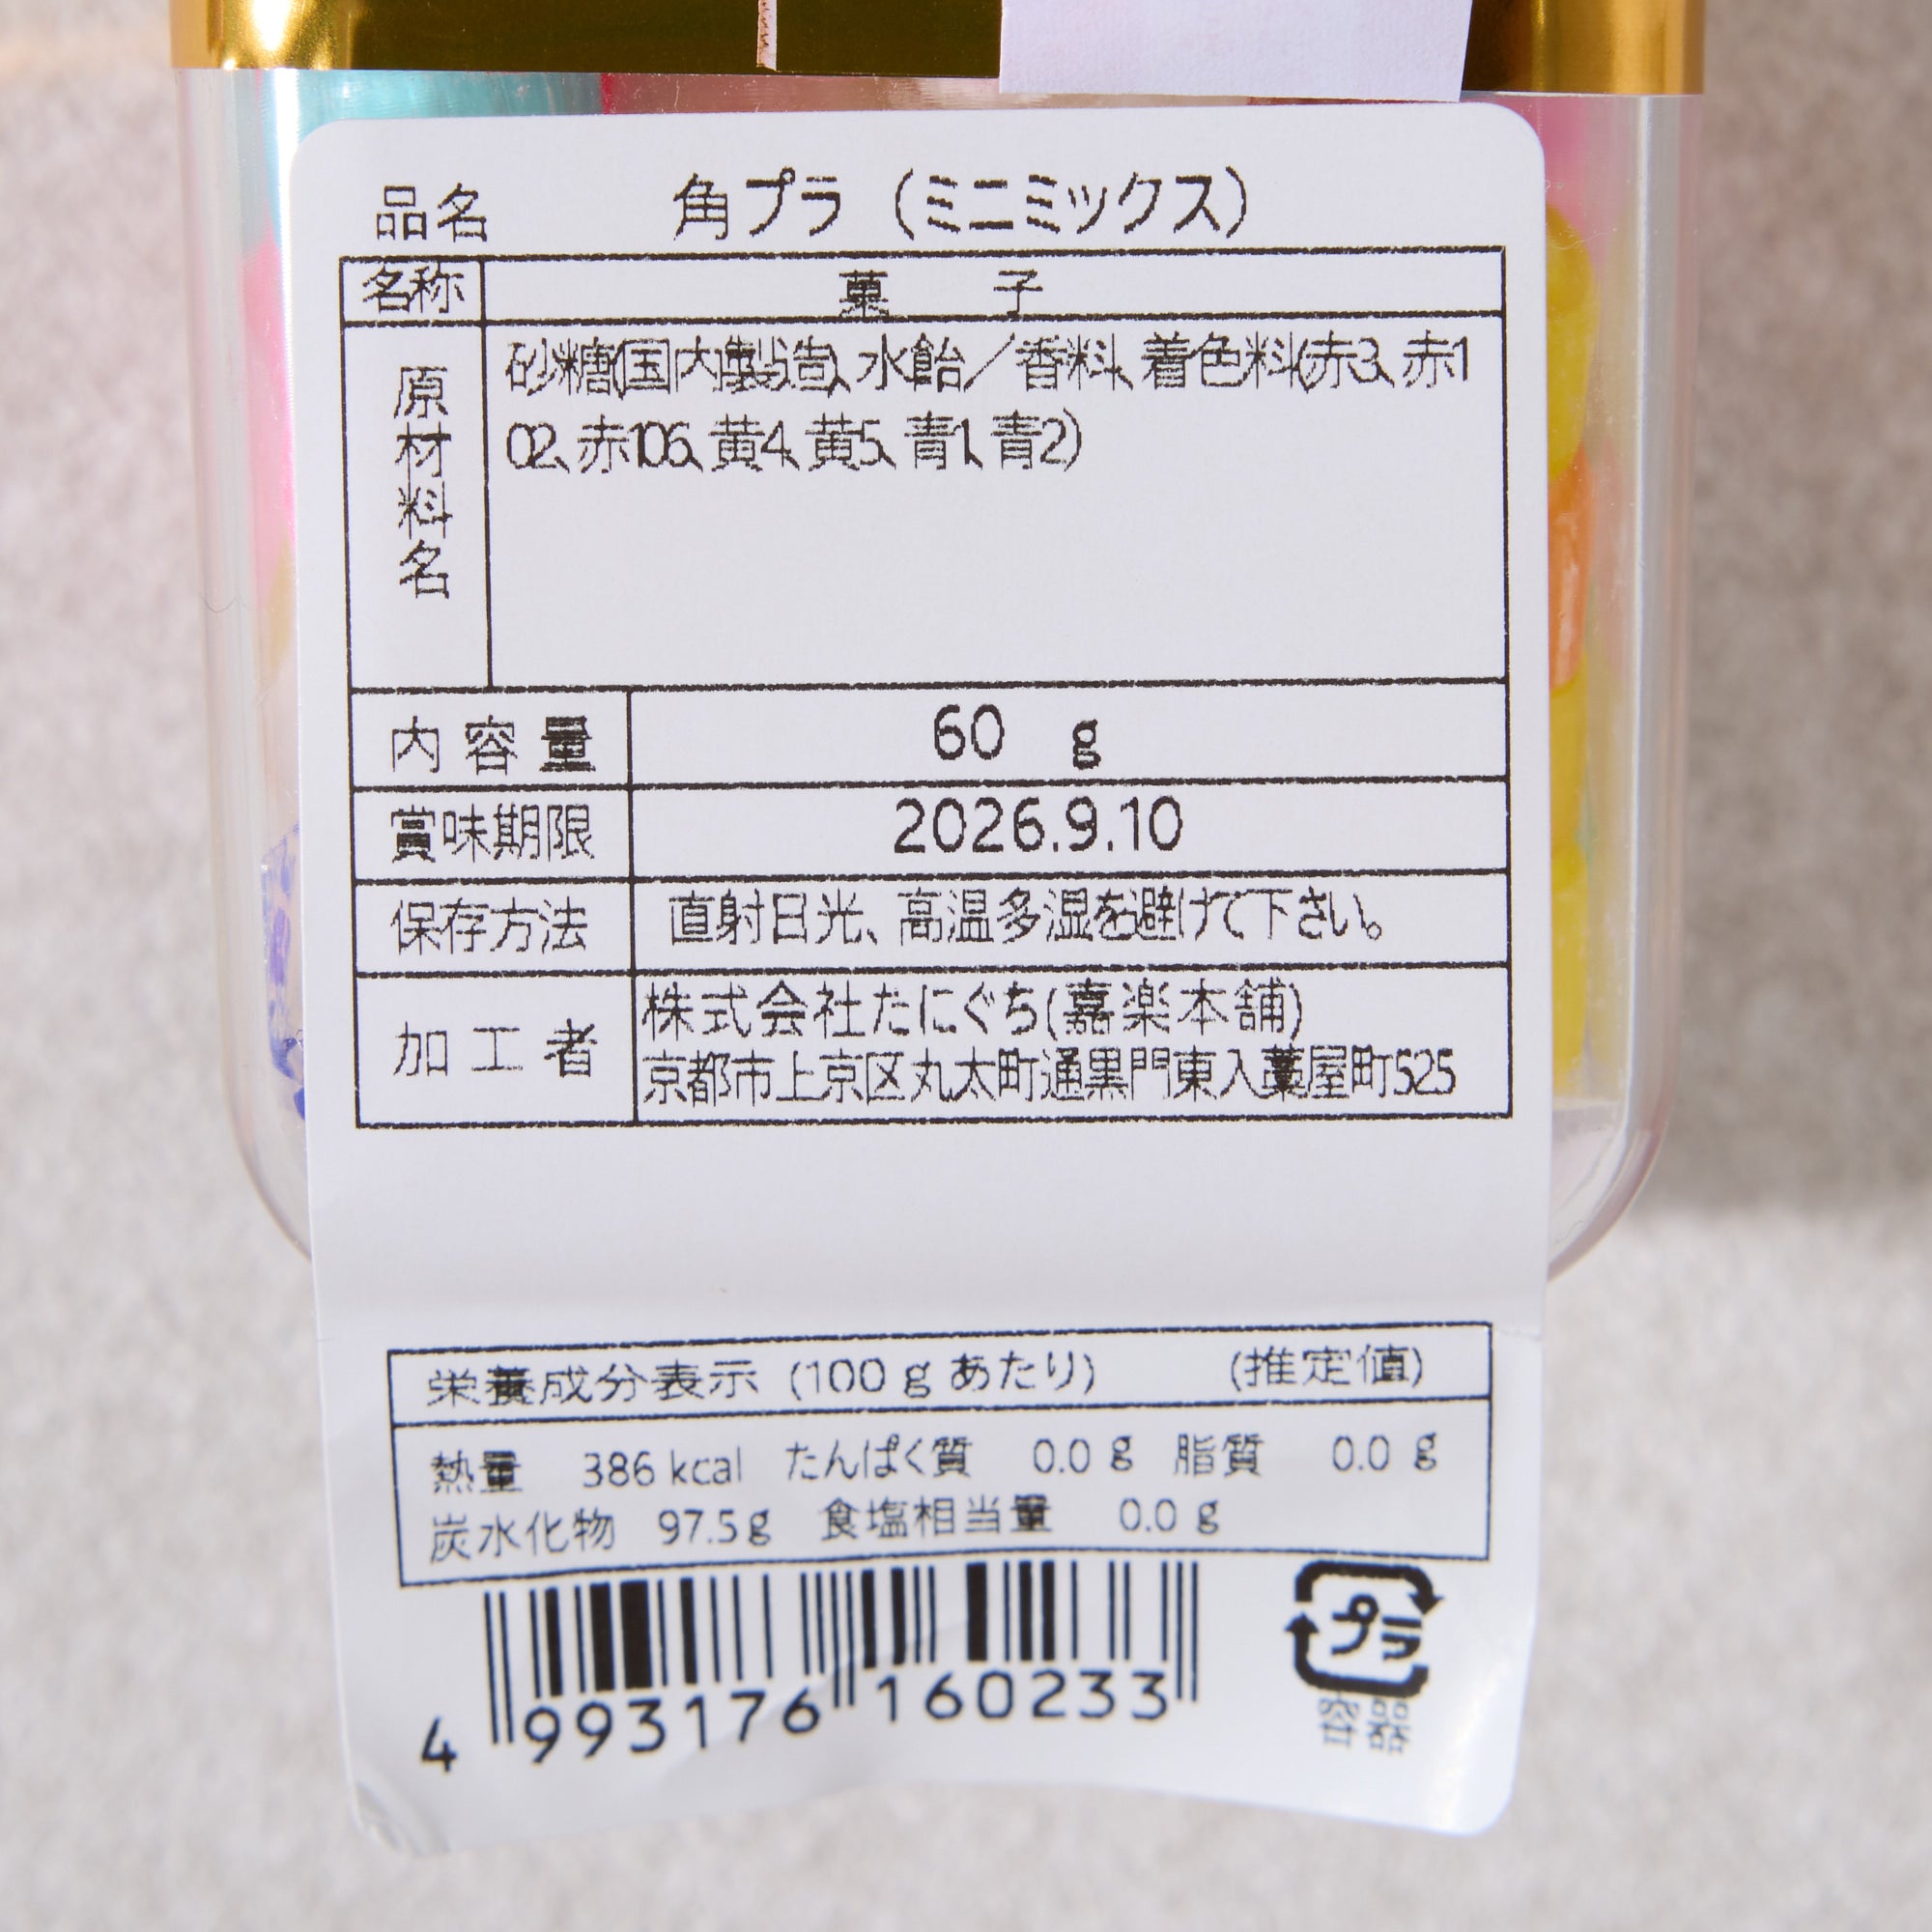 品名 角プラ（ミニミックス）
名称 菓子
原材料名 砂糖(国内製造)、水飴／香料、着色料(赤3、赤1
02、赤106、黄4、黄5、青1、青2)
内容量 60 g
賞味期限 2026.9.10
保存方法 直射日光、高温多湿を避けて下さい。
加工者 株式会社たにぐち(嘉楽本舗)
京都市上京区丸太町通黒門東入藁屋町525
栄養成分表示 (100gあたり) (推定値)
熱量 386kcal たんぱく質 0.0g 脂質 0.0g
炭水化物 97.5g 食塩相当量 0.0g
プラ
容器
4 993176 160233